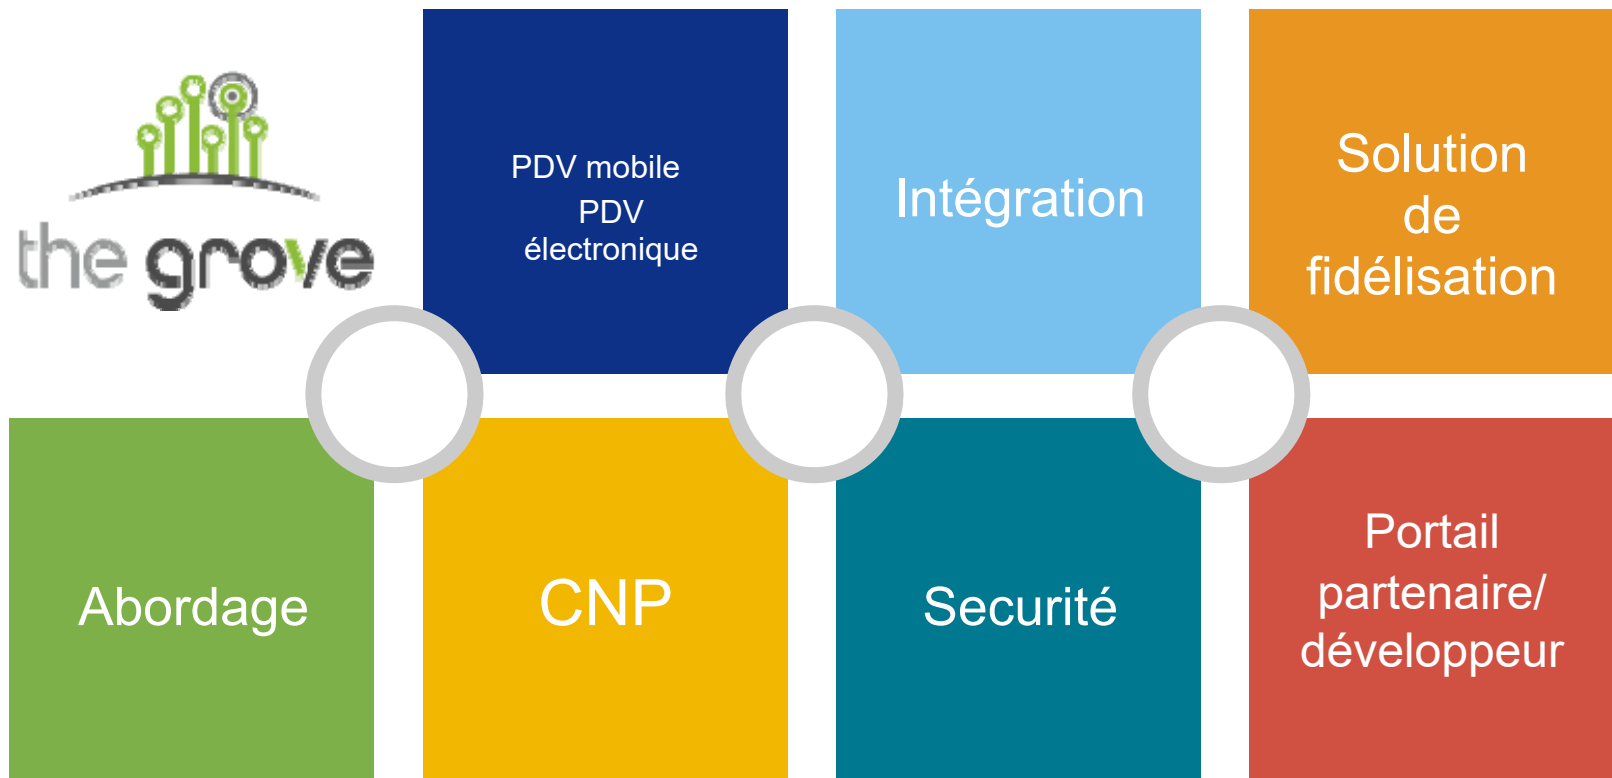 the grove
PDV mobile
PDV
électronique
Intégration
Solution
de
fidélisation
Abordage
CNP
Securité
Portail
partenaire/
développeur